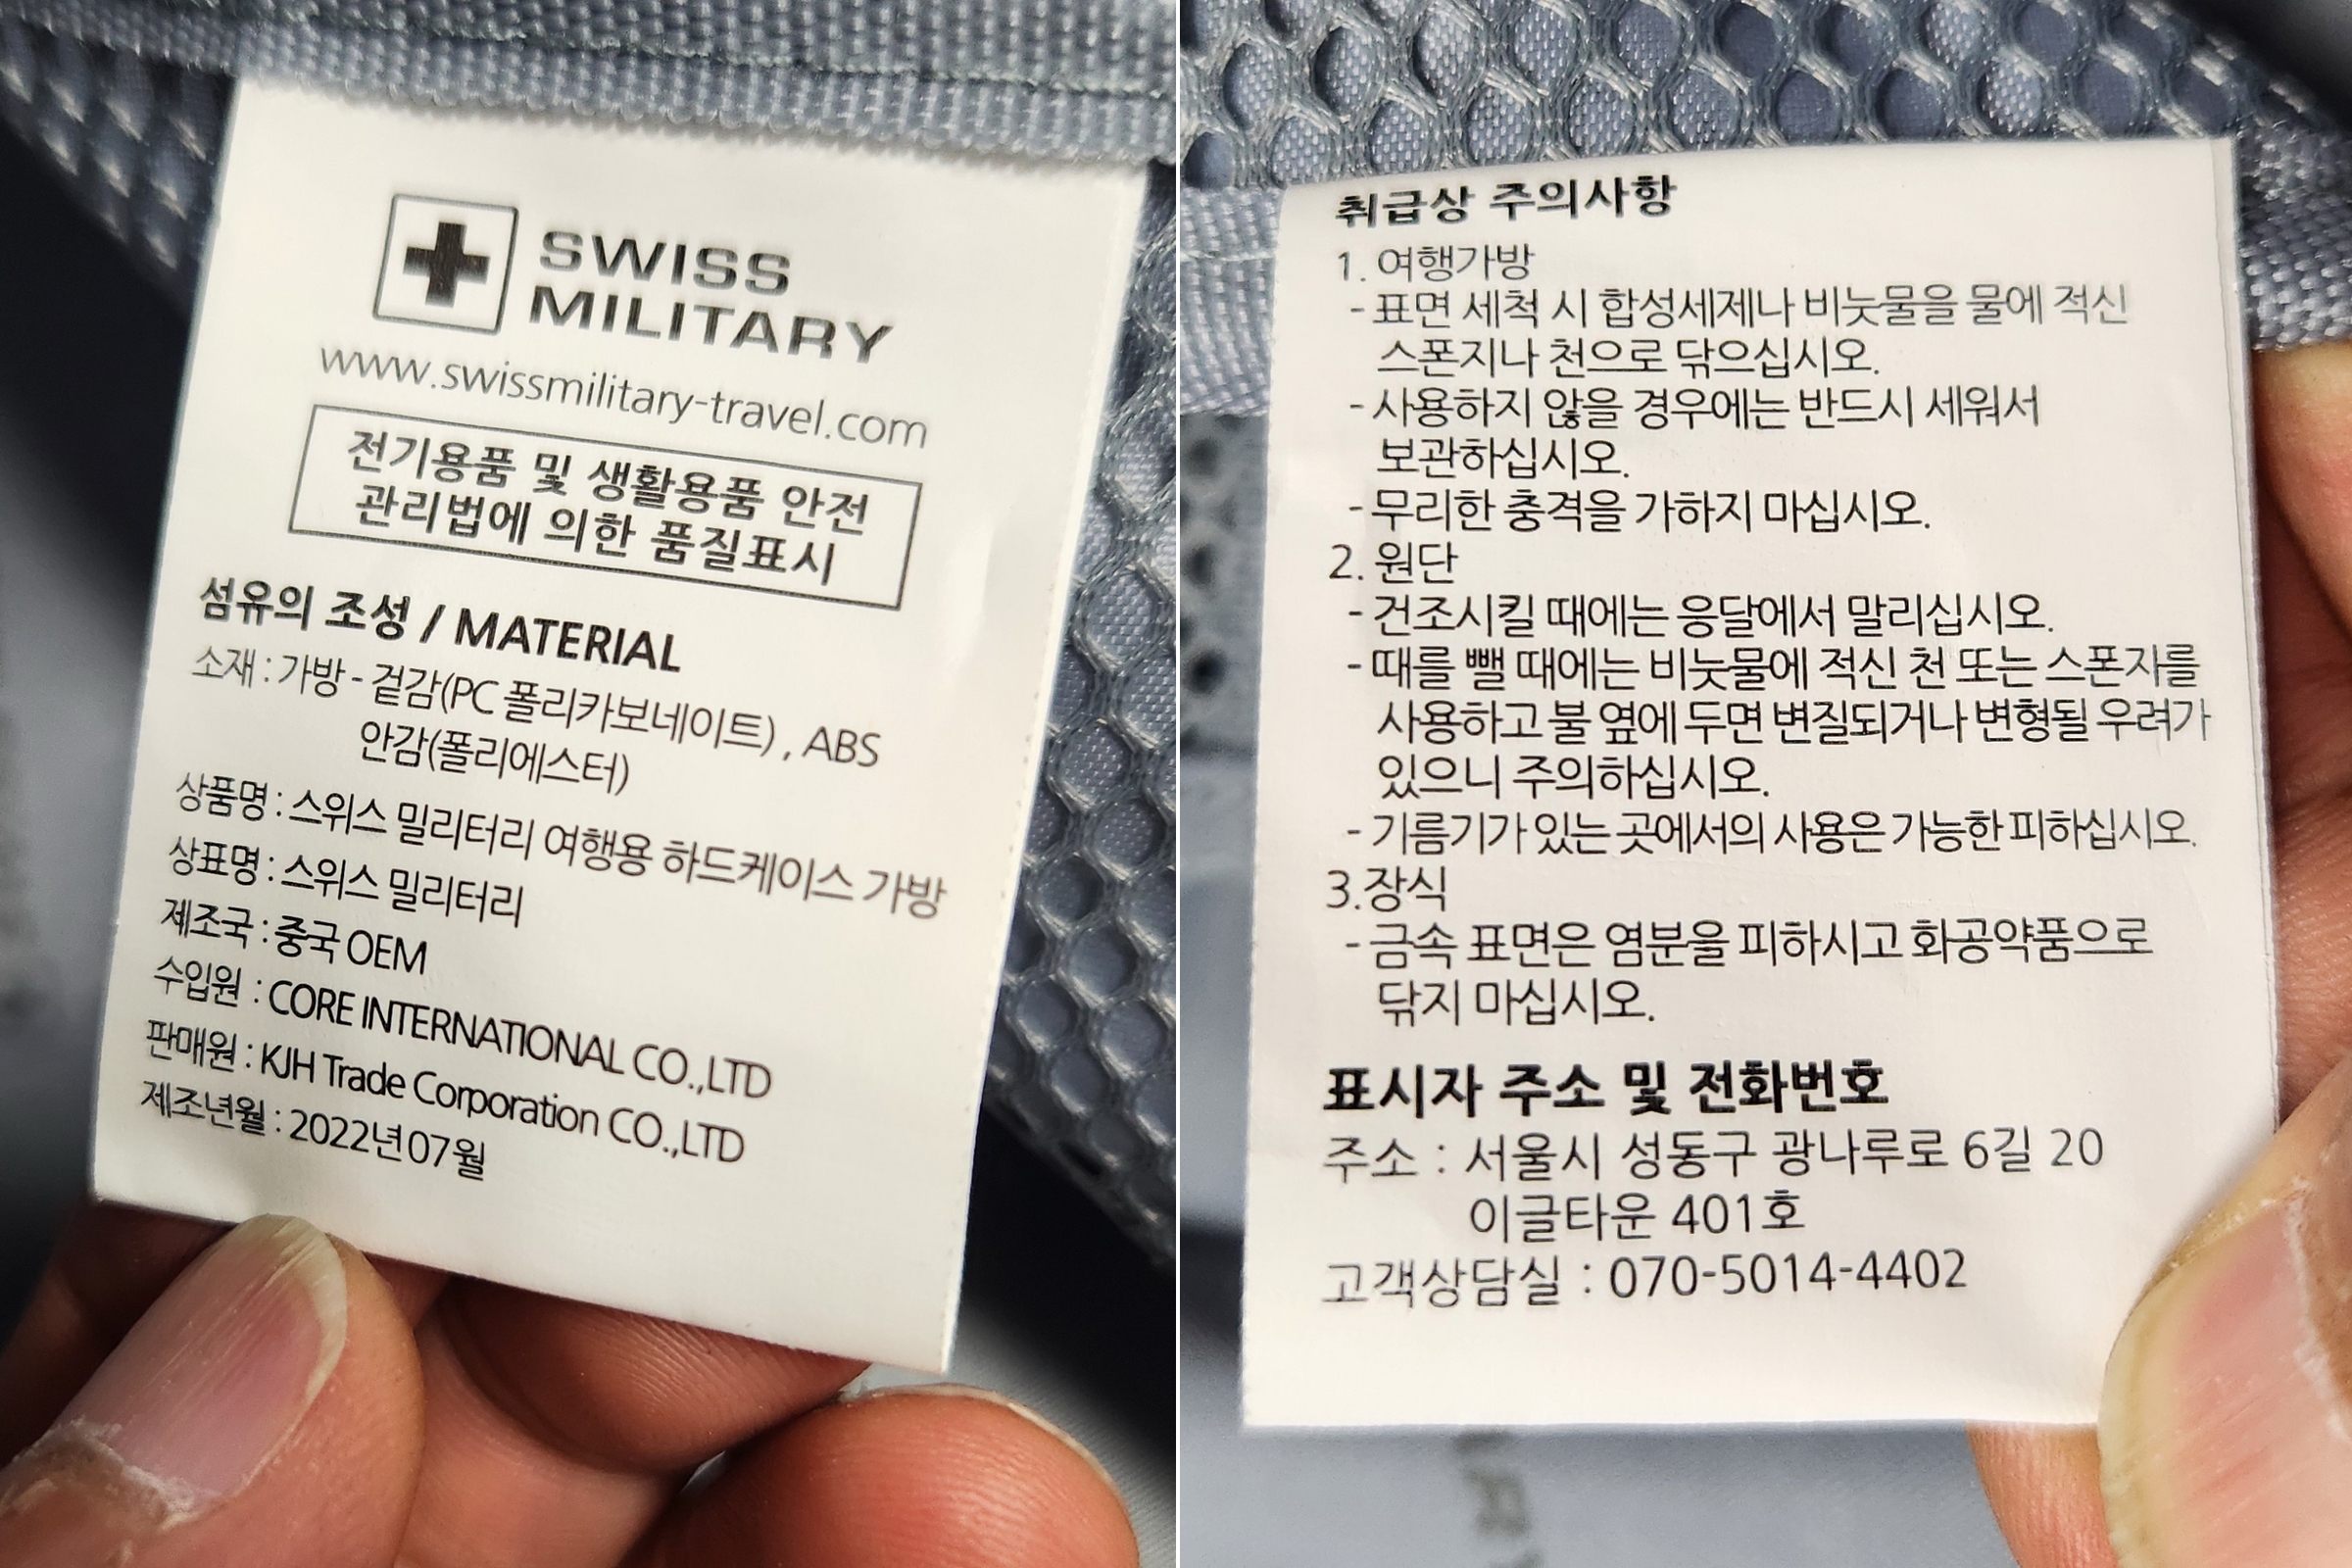 SWISS
MILITARY
www.swissmilitary-travel.com
전기용품 및 생활용품 안전
관리법에 의한 품질표시
섬유의 조성 / MATERIAL
소재 : 가방 - 겉감(PC 폴리카보네이트) , ABS
안감(폴리에스터)
상품명 : 스위스 밀리터리 여행용 하드케이스 가방
상표명 : 스위스 밀리터리
제조국 : 중국 OEM
수입원 : CORE INTERNATIONAL CO.,LTD
판매원 : KJH Trade Corporation CO.,LTD
제조년월 : 2022년07월
취급상 주의사항
1. 여행가방
- 표면 세척 시 합성세제나 비눗물을 물에 적신
스폰지나 천으로 닦으십시오.
- 사용하지 않을 경우에는 반드시 세워서
보관하십시오.
- 무리한 충격을 가하지 마십시오.
2. 원단
- 건조시킬 때에는 응달에서 말리십시오.
- 때를 뺄 때에는 비눗물에 적신 천 또는 스폰지를
사용하고 불 옆에 두면 변질되거나 변형될 우려가
있으니 주의하십시오.
- 기름기가 있는 곳에서의 사용은 가능한 피하십시오.
3.장식
- 금속 표면은 염분을 피하시고 화공약품으로
닦지 마십시오.
표시자 주소 및 전화번호
주소 : 서울시 성동구 광나루로 6길 20
이글타운 401호
고객상담실 : 070-5014-4402